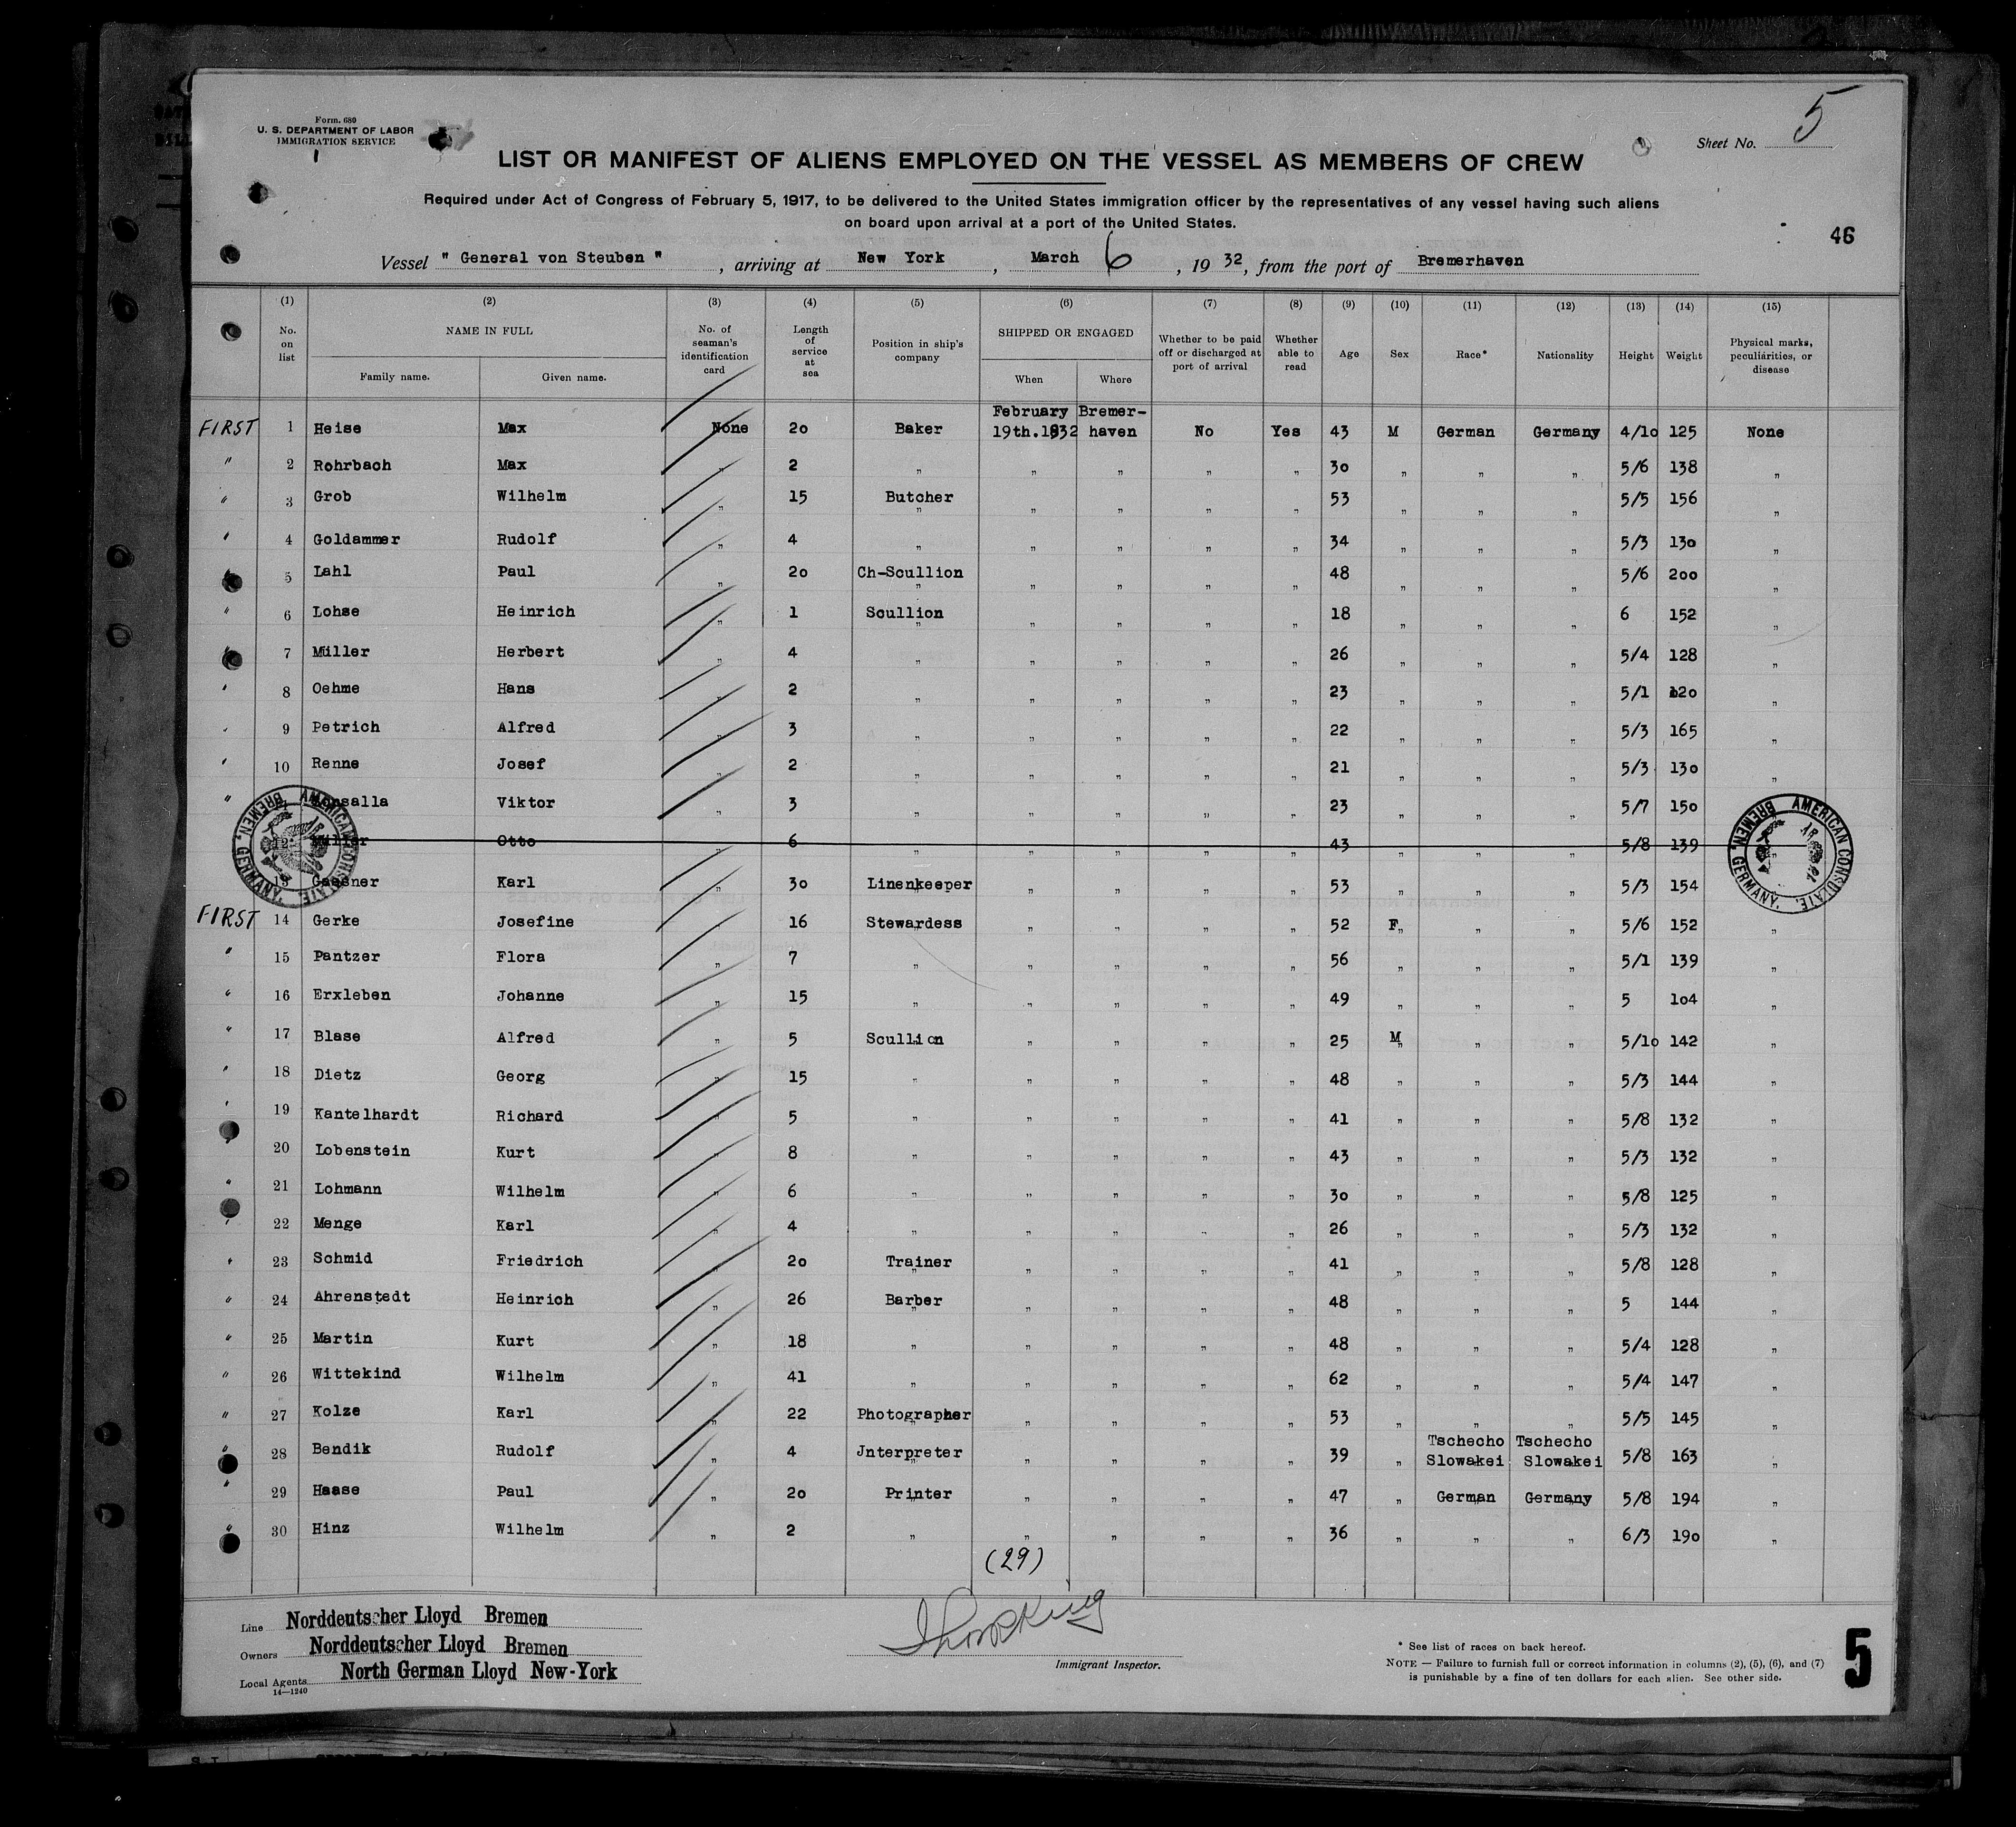 Form. 680
U. S. DEPARTMENT OF LABOR
IMMIGRATION SERVICE
Sheet No. 5
LIST OR MANIFEST OF ALIENS EMPLOYED ON THE VESSEL AS MEMBERS OF CREW
Required under Act of Congress of February 5, 1917, to be delivered to the United States immigration officer by the representatives of any vessel having such aliens
on board upon arrival at a port of the United States.
46
Vessel " General von Steuben " , arriving at New York , March 6 , 19 32, from the port of Bremerhaven
(1) (2) (3) (4) (5) (6) (7) (8) (9) (10) (11) (12) (13) (14) (15)
No. on list NAME IN FULL Family name. Given name. No. of seaman's identification card Length of service at sea Position in ship's company SHIPPED OR ENGAGED When Where Whether to be paid off or discharged at port of arrival Whether able to read Age Sex Race* Nationality Height Weight Physical marks, peculiarities, or disease
FIRST 1 Heise Max None 20 Baker February 19th.1932 Bremer-haven No Yes 43 M German Germany 4/10 125 None
" 2 Rohrbach Max " 2 " " " " " 30 " " " 5/6 138 "
" 3 Grob Wilhelm " 15 Butcher " " " " 53 " " " 5/5 156 "
" 4 Goldammer Rudolf " 4 " " " " " 34 " " " 5/3 130 "
5 Lahl Paul " 20 Ch-Scullion " " " " 48 " " " 5/6 200 "
" 6 Lohse Heinrich " 1 Scullion " " " " 18 " " " 6 152 "
" 7 Müller Herbert " 4 " " " " " 26 " " " 5/4 128 "
" 8 Oehme Hans " 2 " " " " " 23 " " " 5/1 120 "
" 9 Petrich Alfred " 3 " " " " " 22 " " " 5/3 165 "
" 10 Renne Josef " 2 " " " " " 21 " " " 5/3 130 "
" Viktor " 3 " " " " " 23 " " " 5/7 150 "
12 Otto " 6 " " " " " 43 " " " 5/8 139
13 Karl " 30 Linenkeeper " " " " 53 " " " 5/3 154
FIRST 14 Gerke Josefine " 16 Stewardess " " " " 52 F " " 5/6 152 "
" 15 Pantzer Flora " 7 " " " " " 56 " " " 5/1 139 "
" 16 Erxleben Johanne " 15 " " " " " 49 " " " 5 104 "
" 17 Blase Alfred " 5 Scullion " " " " 25 M " " 5/10 142 "
" 18 Dietz Georg " 15 " " " " " 48 " " " 5/3 144 "
" 19 Kantelhardt Richard " 5 " " " " " 41 " " " 5/8 132 "
" 20 Lobenstein Kurt " 8 " " " " " 43 " " " 5/3 132 "
" 21 Lohmann Wilhelm " 6 " " " " " 30 " " " 5/8 125 "
" 22 Menge Karl " 4 " " " " " 26 " " " 5/3 132 "
" 23 Schmid Friedrich " 20 Trainer " " " " 41 " " " 5/8 128 "
" 24 Ahrenstedt Heinrich " 26 Barber " " " " 48 " " " 5 144 "
" 25 Martin Kurt " 18 " " " " " 48 " " " 5/4 128 "
" 26 Wittekind Wilhelm " 41 " " " " " 62 " " " 5/4 147 "
" 27 Kolze Karl " 22 Photographer " " " " 53 " " " 5/5 145 "
" 28 Bendik Rudolf " 4 Jnterpreter " " " " 39 " Tschecho Slowakei Tschecho Slowakei 5/8 163 "
" 29 Haase Paul " 20 Printer " " " " 47 " German Germany 5/8 194 "
" 30 Hinz Wilhelm " 2 " " " " " 36 " " " 6/3 190 "
AMERICAN CONSULATE, BREMEN, GERMANY.
AMERICAN CONSULATE, BREMEN, GERMANY.
(29)
Line Norddeutscher Lloyd Bremen
Owners Norddeutscher Lloyd Bremen
Local Agents North German Lloyd New-York
14—1240
Immigrant Inspector.
* See list of races on back hereof.
NOTE — Failure to furnish full or correct information in columns (2), (5), (6), and (7)
is punishable by a fine of ten dollars for each alien. See other side.
5